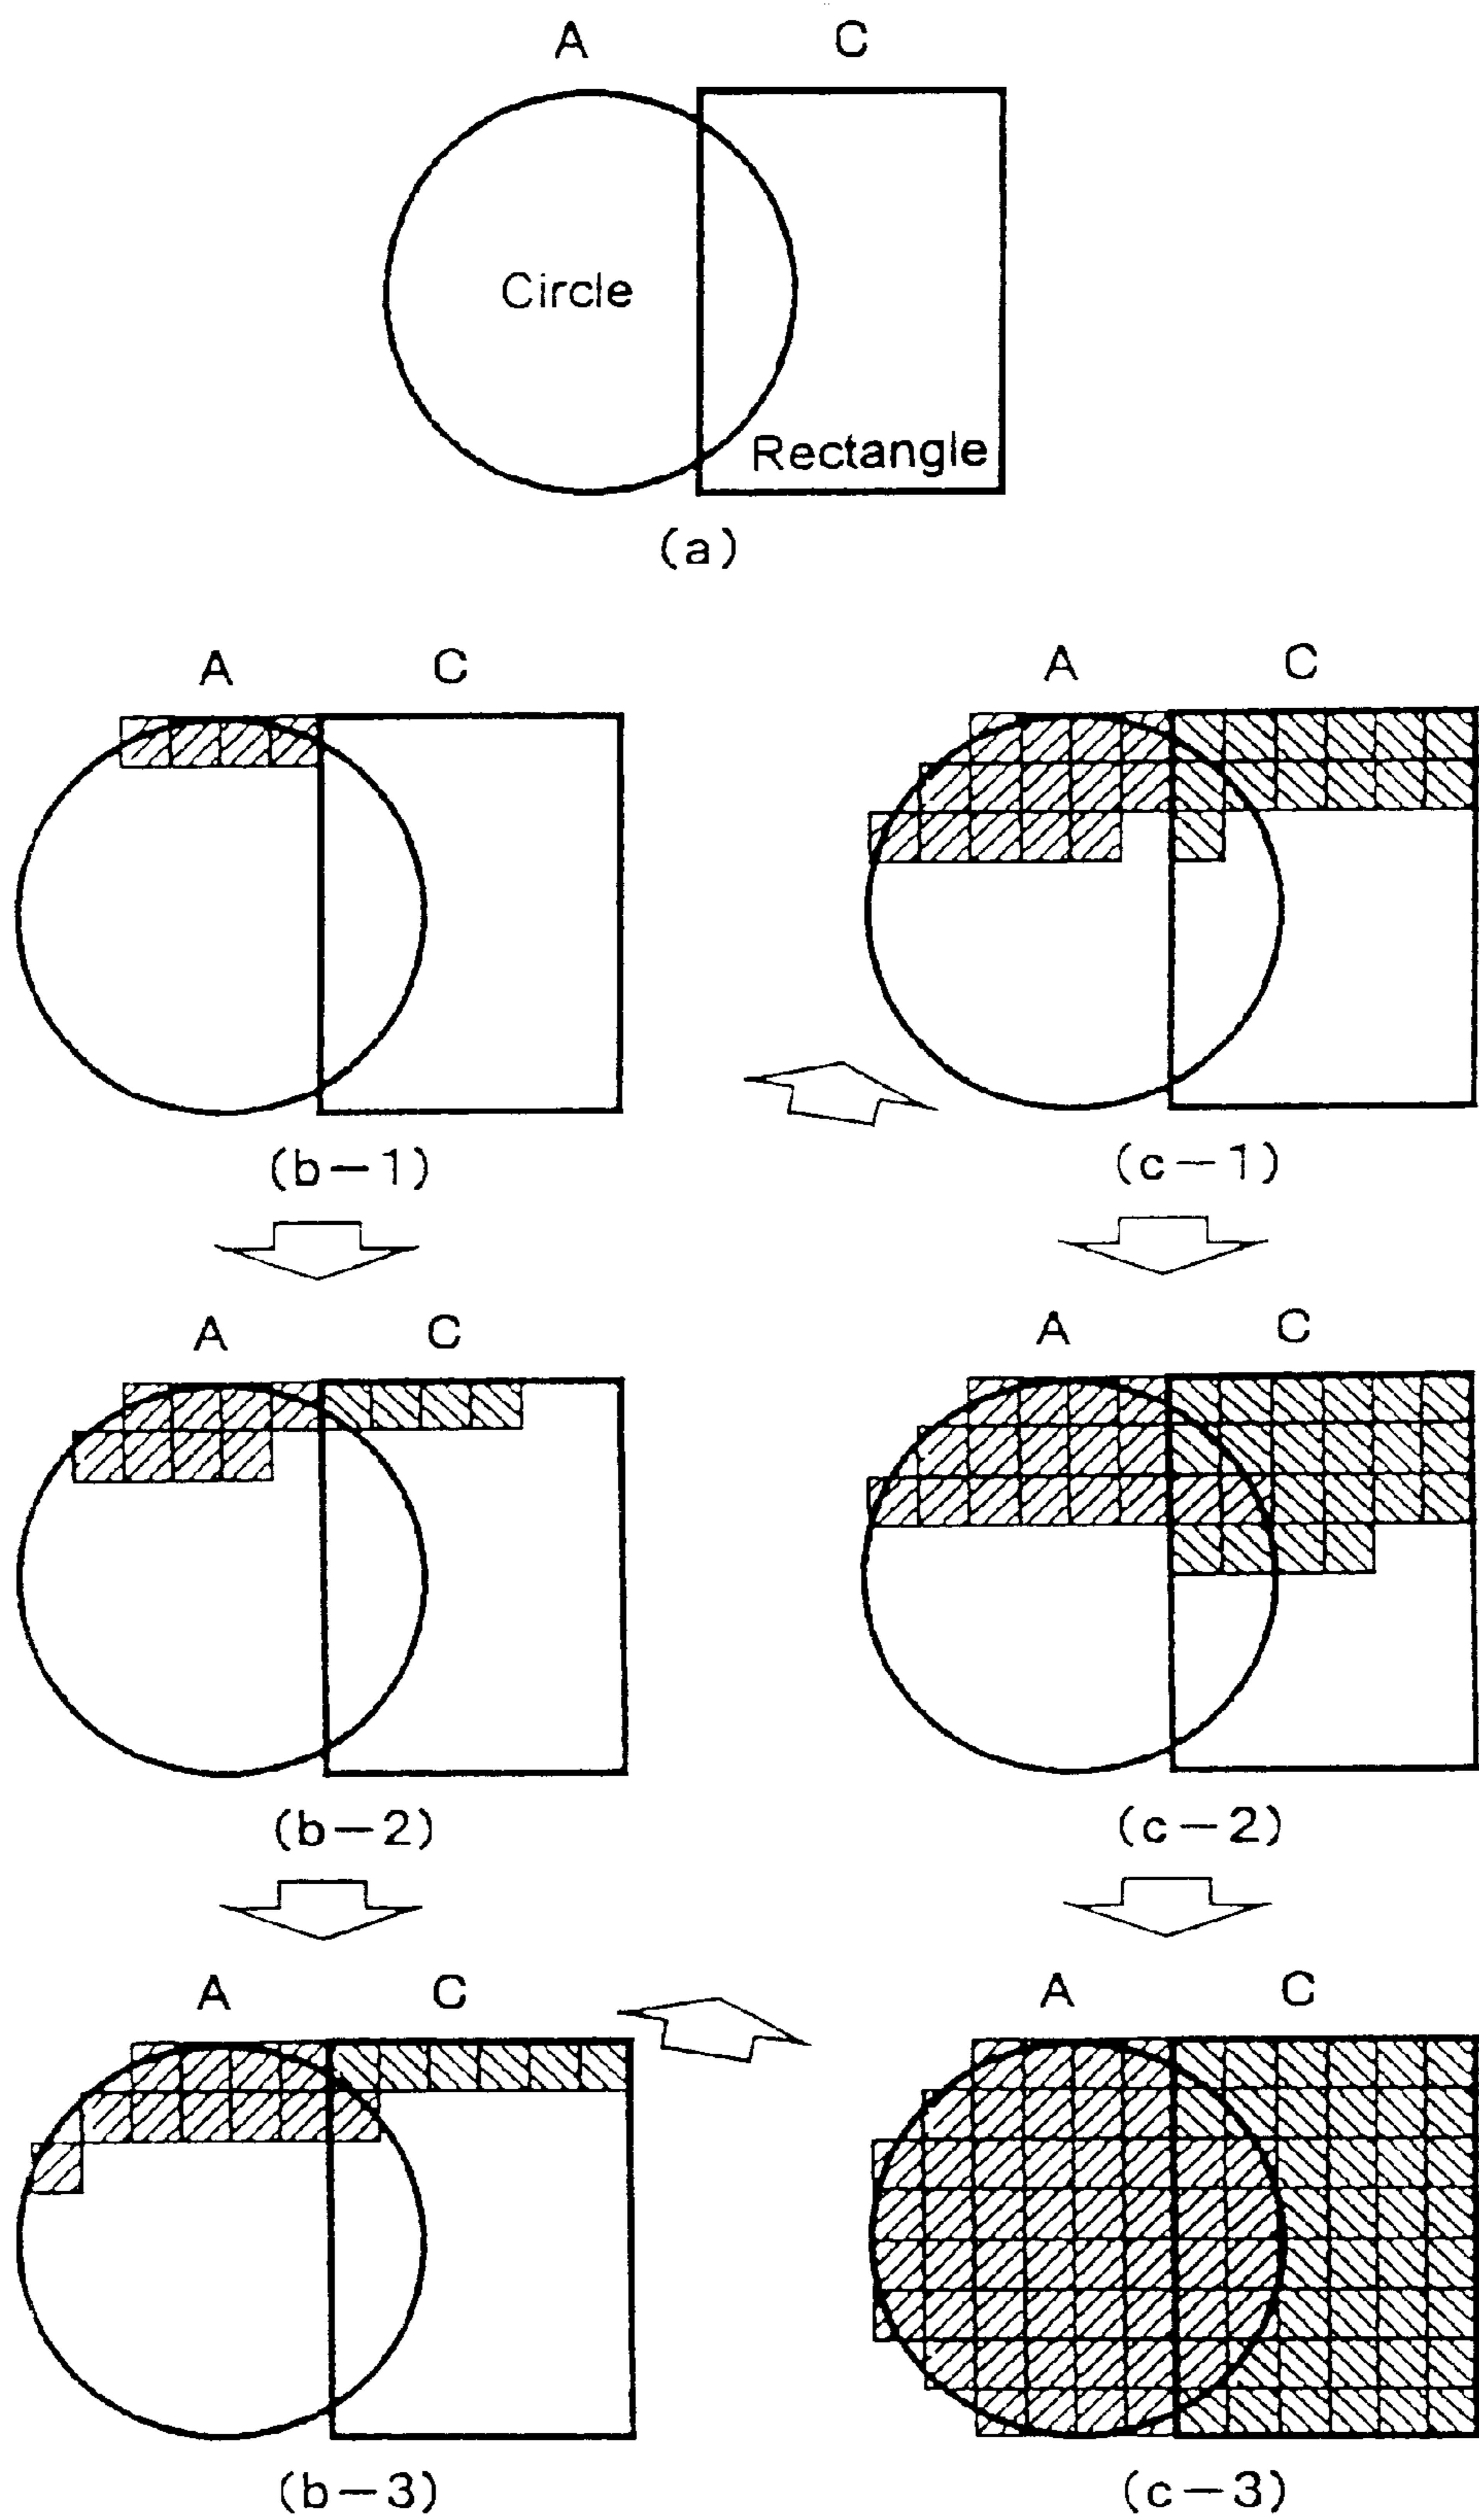 A C
Circle
Rectangle
(a)
A C
A C
(b-1)
(c-1)
A C
A C
(b-2)
(c-2)
A C
A C
(b-3)
(c-3)